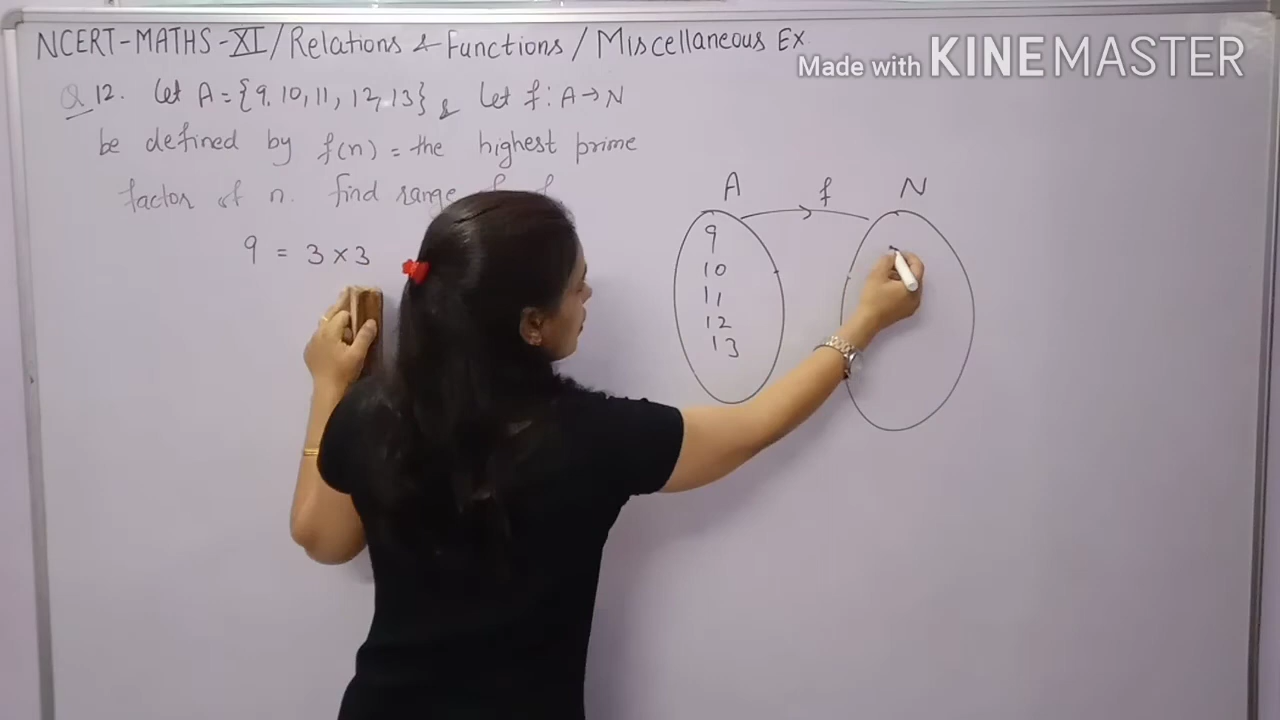 NCERT-MATHS-XI/Relations & Functions/Miscellaneous Ex.
Made with KINEMASTER
Q 12. Let A = {9, 10, 11, 12, 13} & Let f : A → N
be defined by f(n) = the highest prime
factor of n. find range
9 = 3 × 3
A f N
9
10
11
12
13